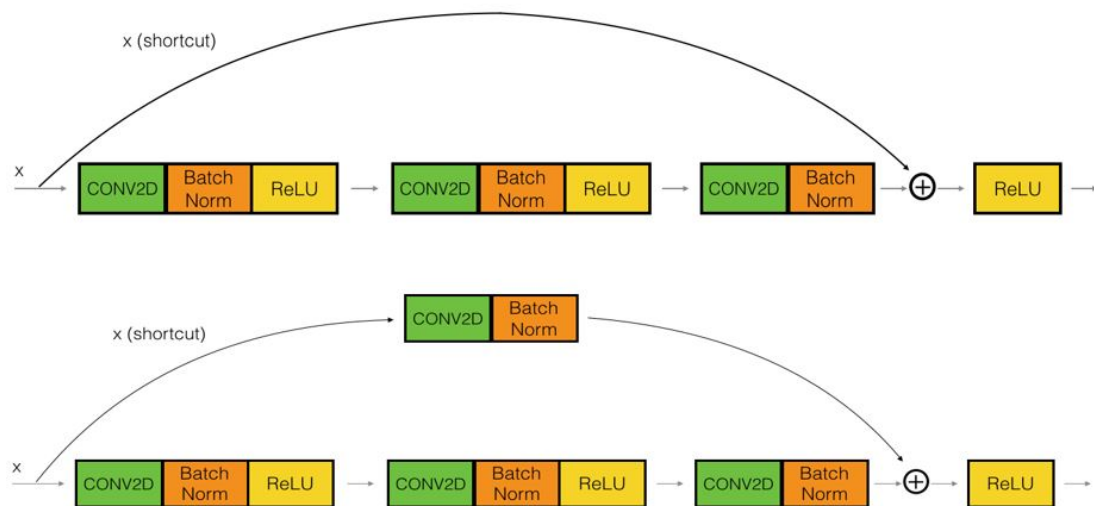 x (shortcut)
x
CONV2D
Batch
Norm
ReLU
CONV2D
Batch
Norm
ReLU
CONV2D
Batch
Norm
ReLU
x (shortcut)
CONV2D
Batch
Norm
x
CONV2D
Batch
Norm
ReLU
CONV2D
Batch
Norm
ReLU
CONV2D
Batch
Norm
ReLU